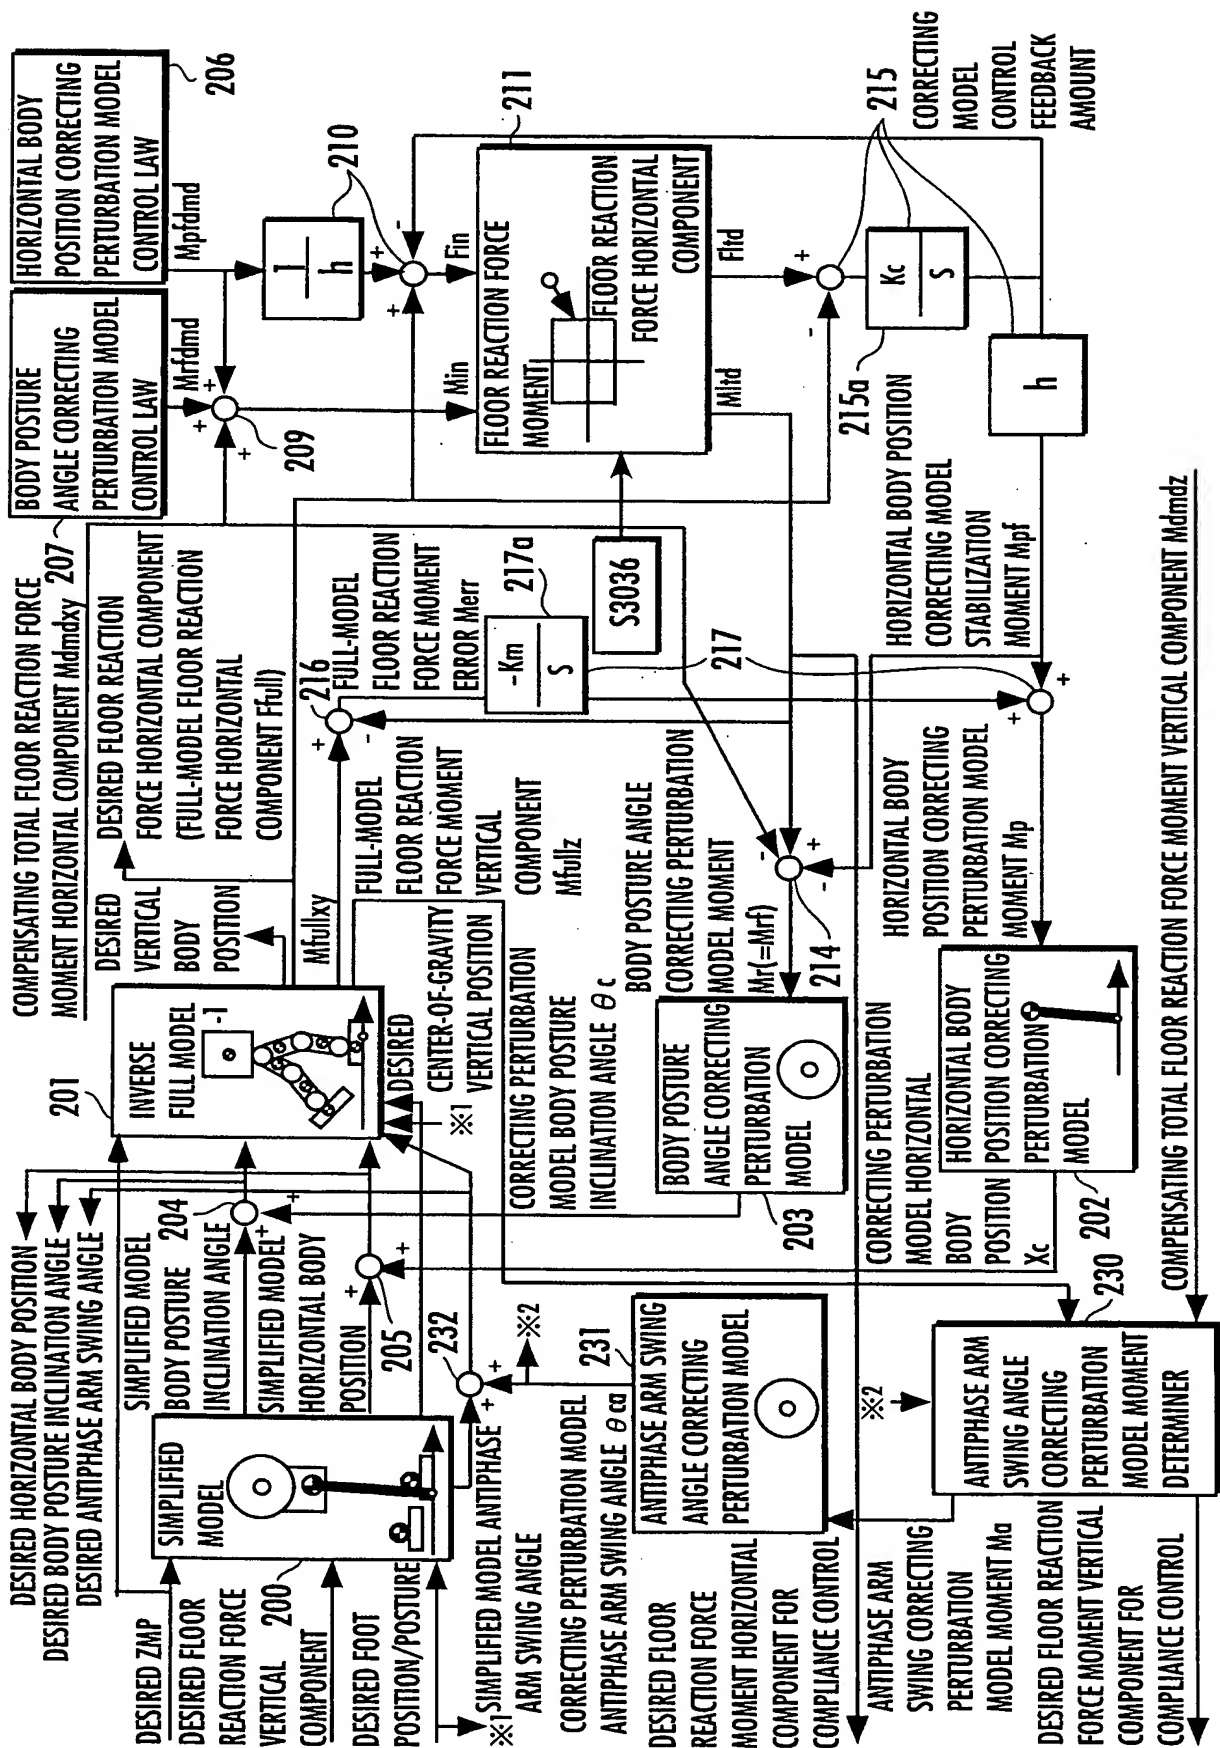 HORIZONTAL BODY
POSITION CORRECTING
PERTURBATION MODEL
CONTROL LAW
206
Mpfdmd
BODY POSTURE
ANGLE CORRECTING
PERTURBATION MODEL
CONTROL LAW
207
Mrfdmd
COMPENSATING TOTAL FLOOR REACTION FORCE
MOMENT HORIZONTAL COMPONENT Mdmdxy
DESIRED FLOOR REACTION
FORCE HORIZONTAL COMPONENT
(FULL-MODEL FLOOR REACTION
FORCE HORIZONTAL
COMPONENT Ffull)
DESIRED
VERTICAL
BODY
POSITION
1
h
210
+
+
-
Fin
+
+
+
209
Min
211
FLOOR REACTION FORCE
MOMENT
FLOOR REACTION
FORCE HORIZONTAL
COMPONENT
Fltd
Mltd
S3036
+
-
Kc
S
215a
215
CORRECTING
MODEL
CONTROL
FEEDBACK
AMOUNT
h
HORIZONTAL BODY POSITION
CORRECTING MODEL
STABILIZATION
MOMENT Mpf
201
INVERSE
FULL MODEL
-1
Mfullxy
216
+
-
FULL-MODEL
FLOOR REACTION
FORCE MOMENT
ERROR Merr
217a
-Km
S
217
+
+
FULL-MODEL
FLOOR REACTION
FORCE MOMENT
VERTICAL
COMPONENT
Mfullz
DESIRED
CENTER-OF-GRAVITY
VERTICAL POSITION
※1
BODY POSTURE ANGLE
CORRECTING PERTURBATION
MODEL MOMENT
Mr(=Mrf)
-
+
-
214
HORIZONTAL BODY
POSITION CORRECTING
PERTURBATION MODEL
MOMENT Mp
CORRECTING PERTURBATION
MODEL BODY POSTURE
INCLINATION ANGLE θc
BODY POSTURE
ANGLE CORRECTING
PERTURBATION
MODEL
203
HORIZONTAL BODY
POSITION CORRECTING
PERTURBATION
MODEL
202
CORRECTING PERTURBATION
MODEL HORIZONTAL
BODY
POSITION
Xc
COMPENSATING TOTAL FLOOR REACTION FORCE MOMENT VERTICAL COMPONENT Mdmdz
DESIRED HORIZONTAL BODY POSITION
DESIRED BODY POSTURE INCLINATION ANGLE
DESIRED ANTIPHASE ARM SWING ANGLE
SIMPLIFIED MODEL
BODY POSTURE
INCLINATION ANGLE
204
+
+
SIMPLIFIED MODEL
HORIZONTAL BODY
POSITION
+
+
205
232
+
+
※2
SIMPLIFIED
MODEL
200
DESIRED ZMP
DESIRED FLOOR
REACTION FORCE
VERTICAL
COMPONENT
DESIRED FOOT
POSITION/POSTURE
※1
SIMPLIFIED MODEL ANTIPHASE
ARM SWING ANGLE
CORRECTING PERTURBATION MODEL
ANTIPHASE ARM SWING ANGLE θca
231
ANTIPHASE ARM SWING
ANGLE CORRECTING
PERTURBATION MODEL
DESIRED FLOOR
REACTION FORCE
MOMENT HORIZONTAL
COMPONENT FOR
COMPLIANCE CONTROL
230
※2
ANTIPHASE ARM
SWING ANGLE
CORRECTING
PERTURBATION
MODEL MOMENT
DETERMINER
ANTIPHASE ARM
SWING CORRECTING
PERTURBATION
MODEL MOMENT Ma
DESIRED FLOOR REACTION
FORCE MOMENT VERTICAL
COMPONENT FOR
COMPLIANCE CONTROL